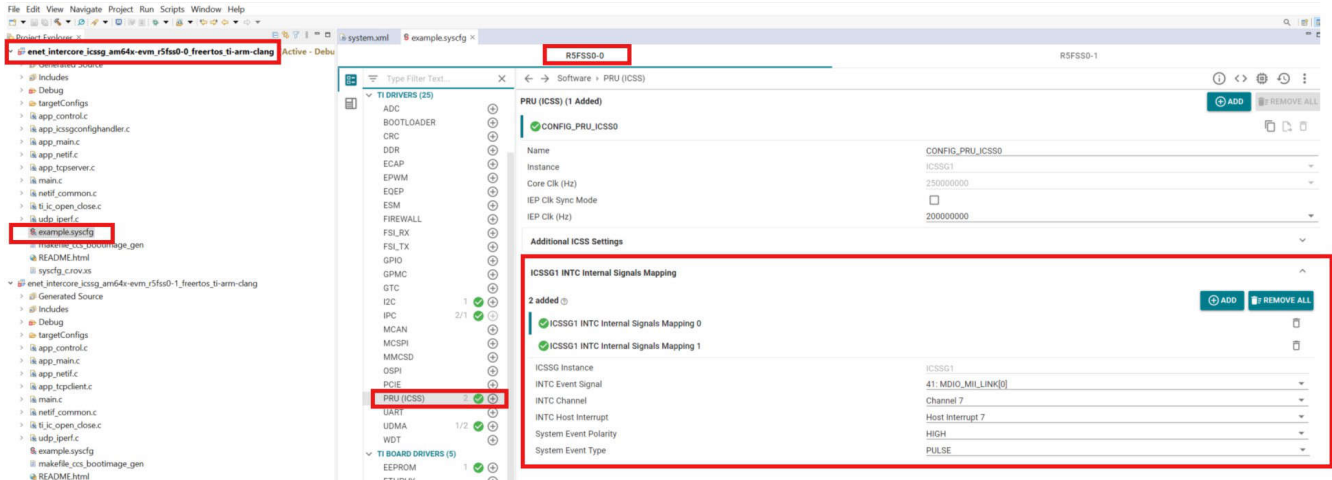 File Edit View Navigate Project Run Scripts Window Help
Project Explorer ×
system.xml
example.syscfg ×
enet_intercore_icssg_am64x-evm_r5fss0-0_freertos_ti-arm-clang [Active - Debu
Generated Source
Includes
Debug
targetConfigs
app_control.c
app_icssgconfighandler.c
app_main.c
app_netif.c
app_tcpserver.c
main.c
netif_common.c
ti_ic_open_close.c
udp_iperf.c
example.syscfg
makefile_ccs_bootimage_gen
README.html
syscfg_c.rov.xs
enet_intercore_icssg_am64x-evm_r5fss0-1_freertos_ti-arm-clang
Generated Source
Includes
Debug
targetConfigs
app_control.c
app_main.c
app_netif.c
app_tcpclient.c
main.c
netif_common.c
ti_ic_open_close.c
udp_iperf.c
example.syscfg
makefile_ccs_bootimage_gen
README.html
R5FSS0-0
R5FSS0-1
Type Filter Text... ×
TI DRIVERS (25)
ADC
BOOTLOADER
CRC
DDR
ECAP
EPWM
EQEP
ESM
FIREWALL
FSI_RX
FSI_TX
GPIO
GPMC
GTC
I2C 1
IPC 2/1
MCAN
MCSPI
MMCSD
OSPI
PCIE
PRU (ICSS) 2
UART
UDMA 1/2
WDT
TI BOARD DRIVERS (5)
EEPROM 1
ETHPHY
Software › PRU (ICSS)
PRU (ICSS) (1 Added)
ADD
REMOVE ALL
CONFIG_PRU_ICSS0
Name CONFIG_PRU_ICSS0
Instance ICSSG1
Core Clk (Hz) 250000000
IEP Clk Sync Mode
IEP Clk (Hz) 200000000
Additional ICSS Settings
ICSSG1 INTC Internal Signals Mapping
2 added
ADD
REMOVE ALL
ICSSG1 INTC Internal Signals Mapping 0
ICSSG1 INTC Internal Signals Mapping 1
ICSSG Instance ICSSG1
INTC Event Signal 41: MDIO_MII_LINK[0]
INTC Channel Channel 7
INTC Host Interrupt Host Interrupt 7
System Event Polarity HIGH
System Event Type PULSE